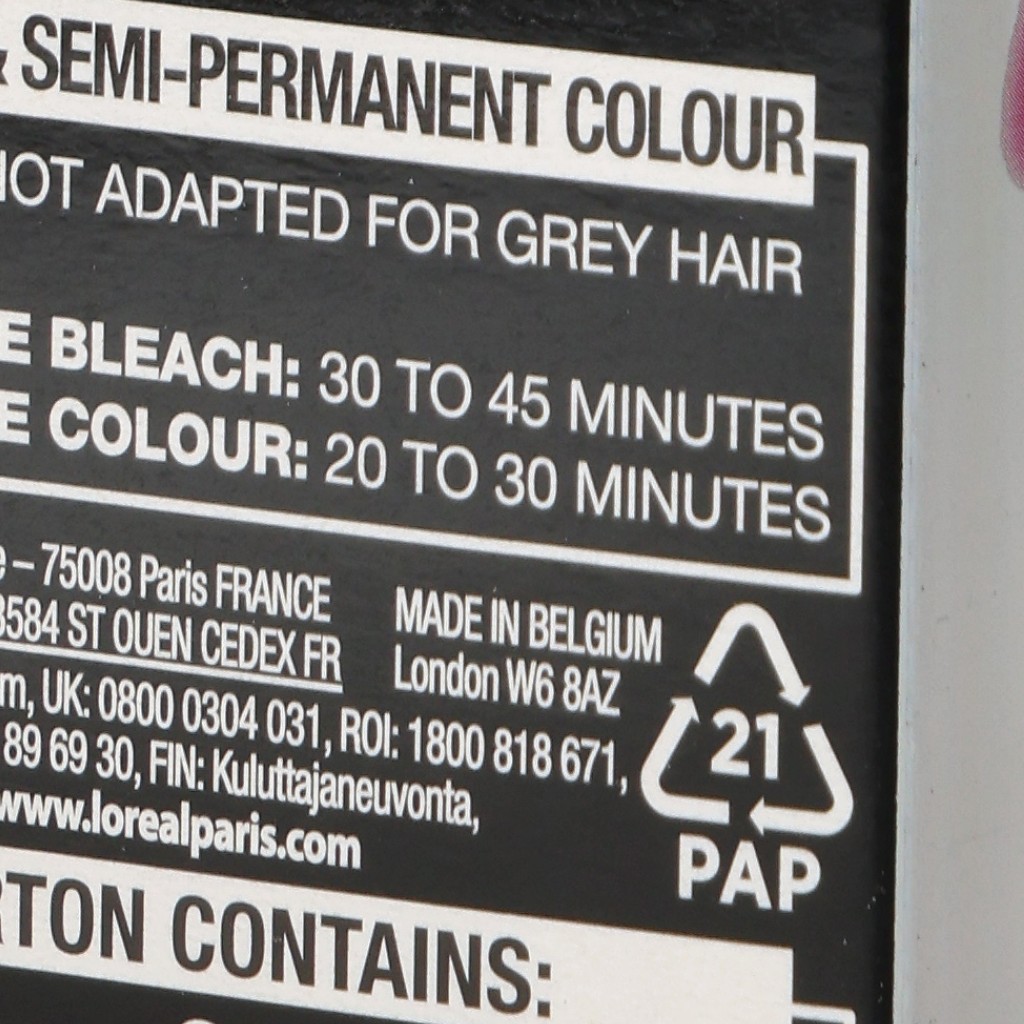 & SEMI-PERMANENT COLOUR
NOT ADAPTED FOR GREY HAIR
E BLEACH: 30 TO 45 MINUTES
E COLOUR: 20 TO 30 MINUTES
e – 75008 Paris FRANCE
3584 ST OUEN CEDEX FR
MADE IN BELGIUM
London W6 8AZ
m, UK: 0800 0304 031, ROI: 1800 818 671,
89 69 30, FIN: Kuluttajaneuvonta,
www.lorealparis.com
21
PAP
RTON CONTAINS: